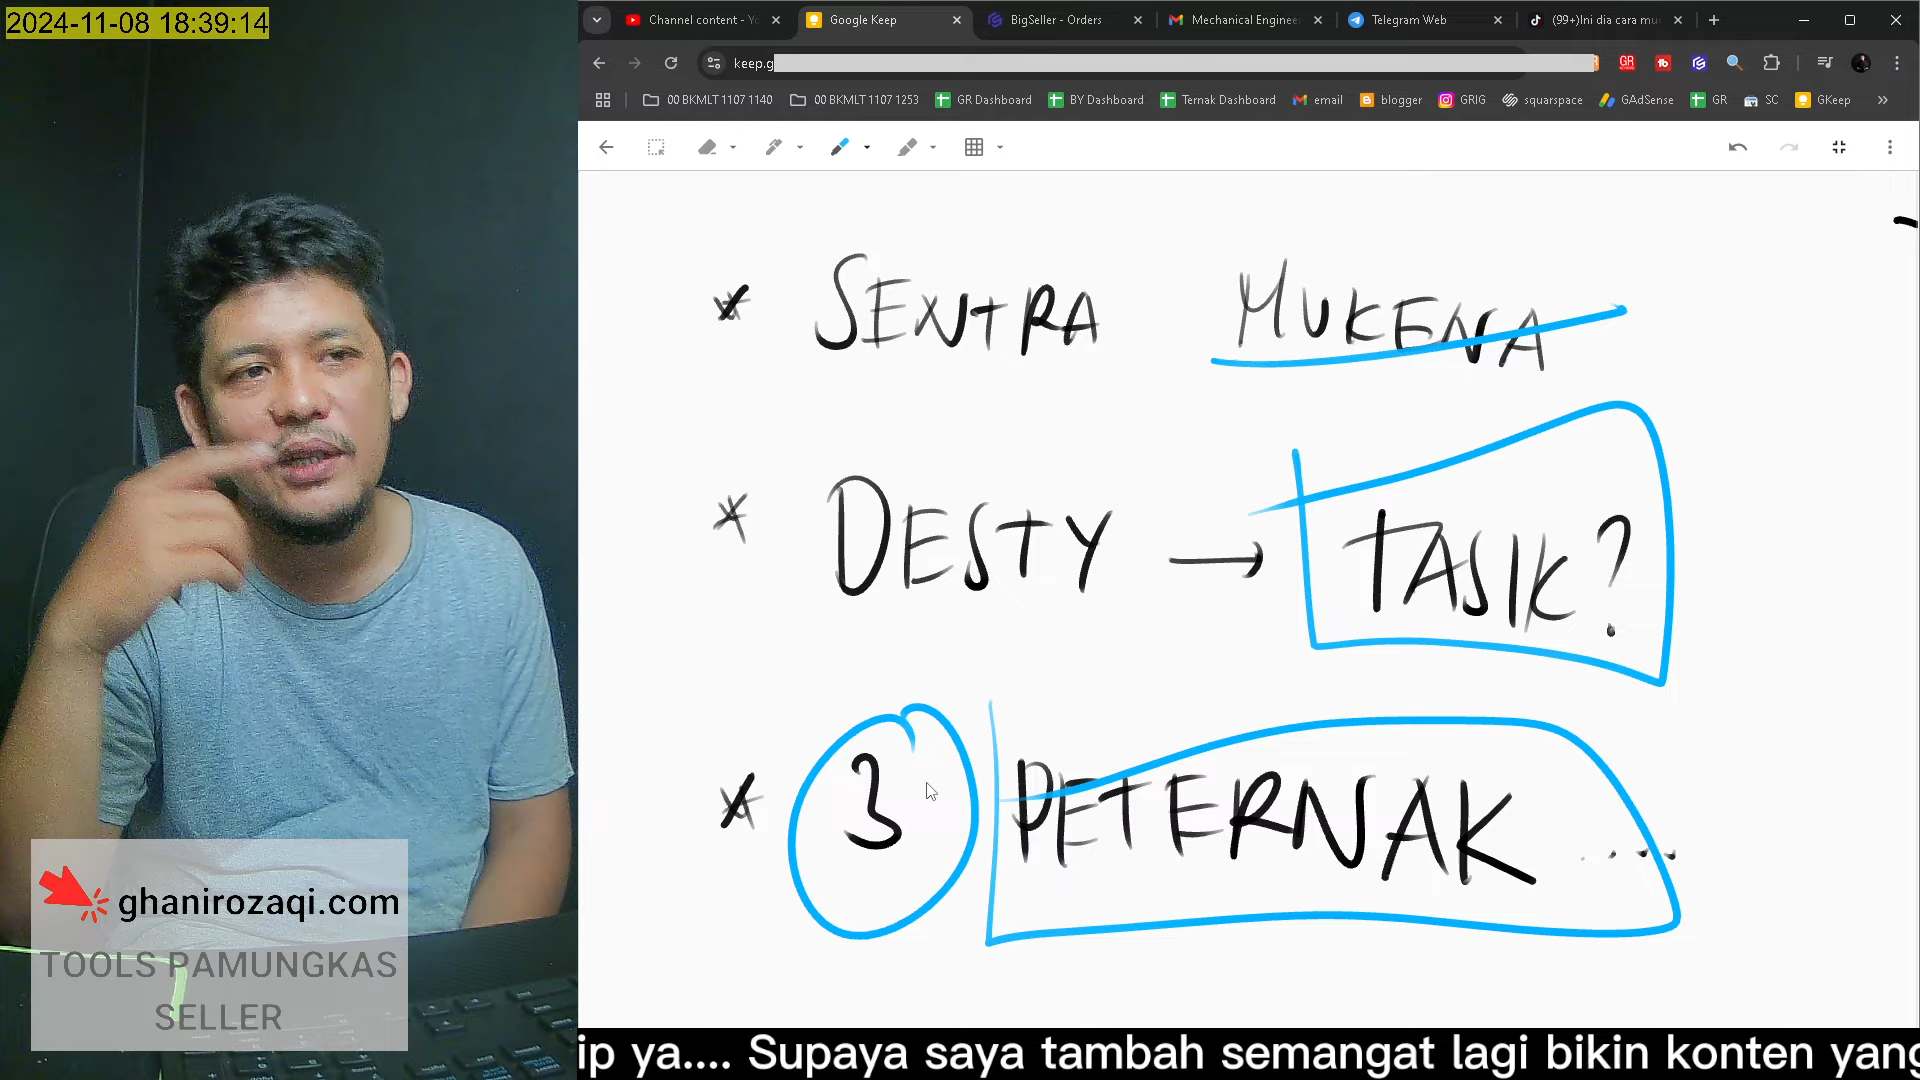 2024-11-08 18:39:14
Channel content - Yo
Google Keep
BigSeller - Orders
Mechanical Enginee
Telegram Web
(99+)Ini dia cara mu
keep.g
00 BKMLT 1107 1140
00 BKMLT 1107 1253
GR Dashboard
BY Dashboard
Ternak Dashboard
email
blogger
GRIG
squarspace
GAdSense
GR
SC
GKeep
* SENTRA MUKENA
* DESTY → TASIK?
* 3 PETERNAK ....
ghanirozaqi.com
TOOLS PAMUNGKAS
SELLER
ip ya.... Supaya saya tambah semangat lagi bikin konten yang